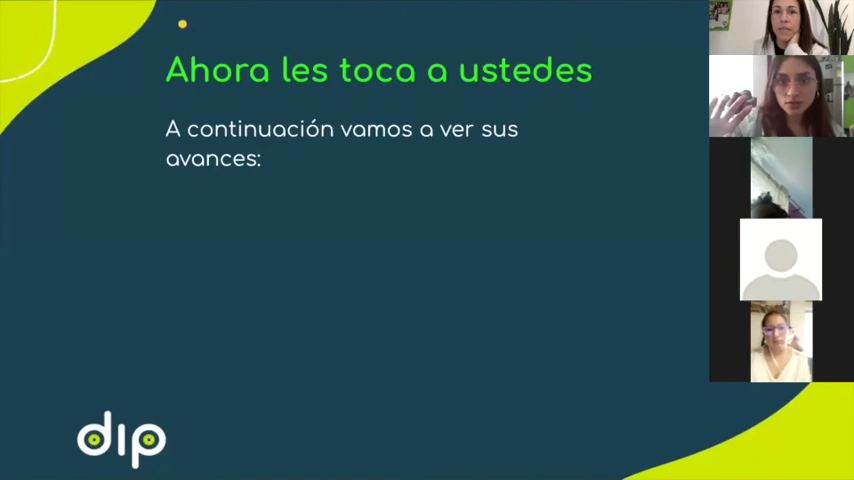 Ahora les toca a ustedes
A continuación vamos a ver sus
avances:
dip